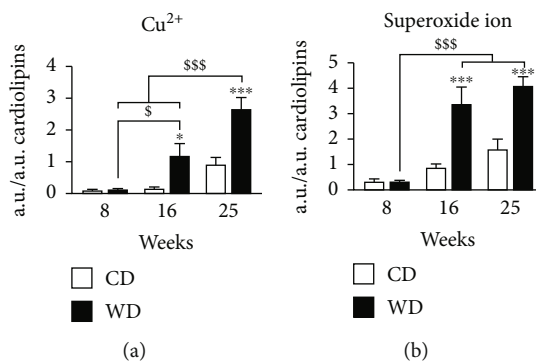 Cu²⁺
a.u./a.u. cardiolipins
4
3
2
1
0
$$$
$
*
***
8 16 25
Weeks
CD
WD
(a)
Superoxide ion
a.u./a.u. cardiolipins
5
4
3
2
1
0
$$$
*** ***
8 16 25
Weeks
CD
WD
(b)